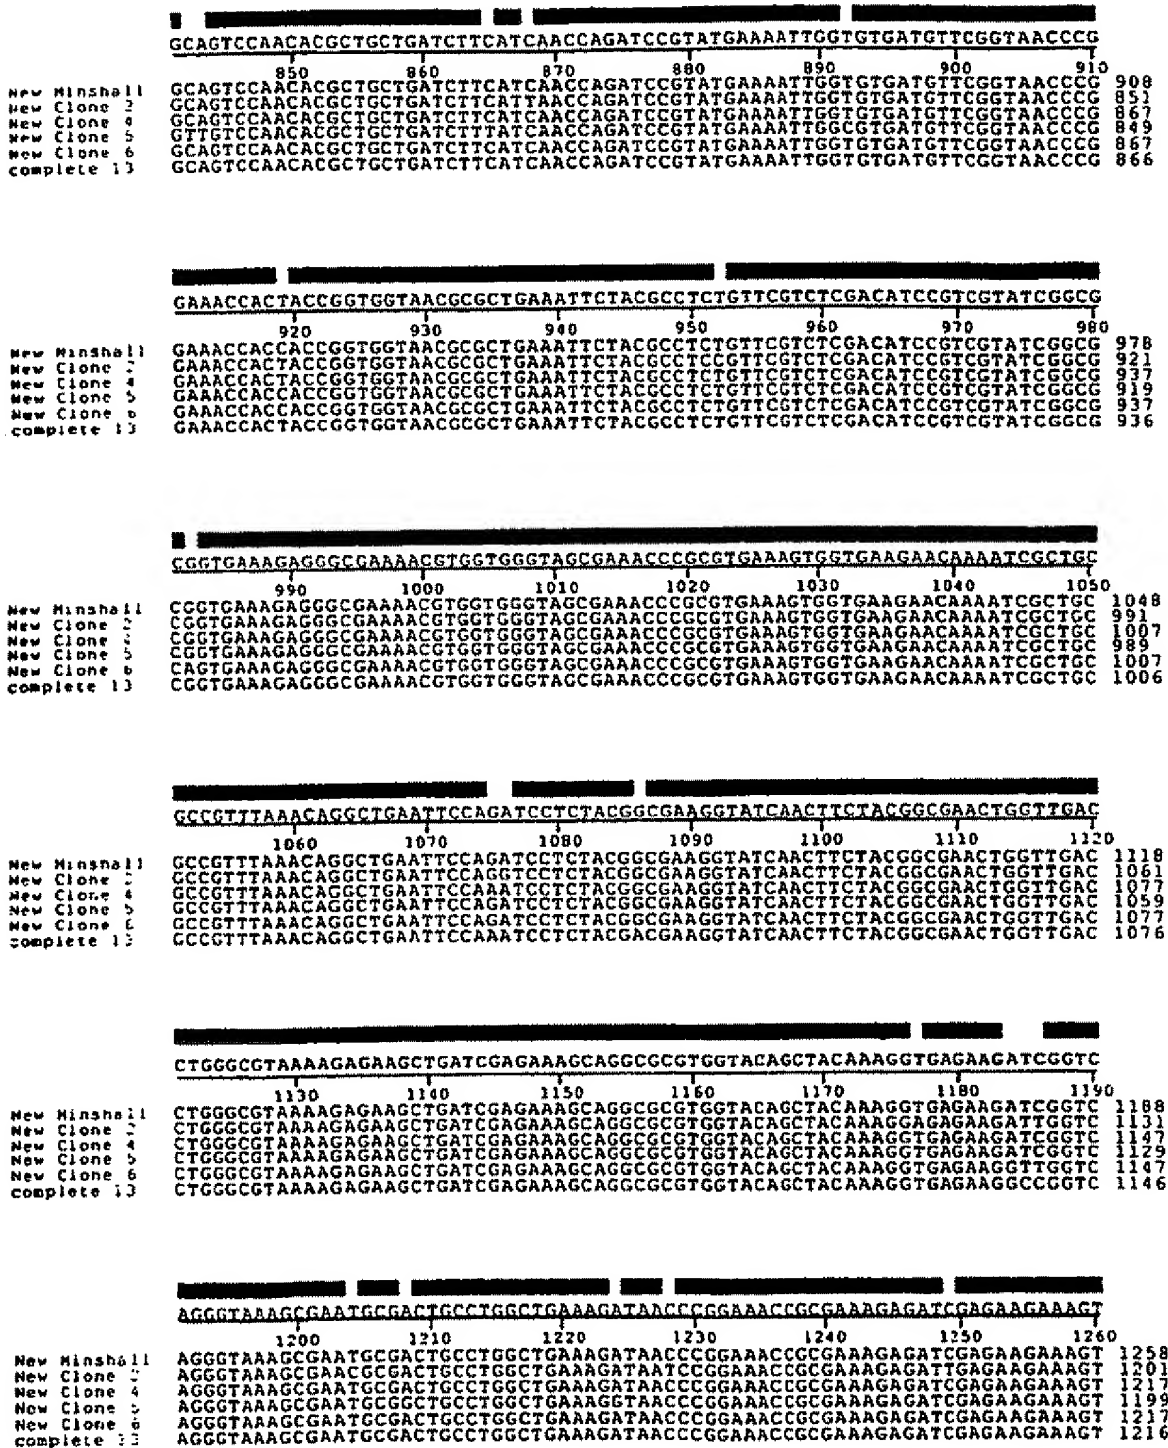 GCAGTCCAACACGCTGCTGATCTTCATCAACCAGATCCGTATGAAAATTGGTGTGATGTTCGGTAACCCG
850 860 870 880 890 900 910
New Minshall GCAGTCCAACACGCTGCTGATCTTCATCAACCAGATCCGTATGAAAATTGGTGTGATGTTCGGTAACCCG 908
New Clone 2 GCAGTCCAACACGCTGCTGATCTTCATTAACCAGATCCGTATGAAAATTGGTGTGATGTTCGGTAACCCG 851
New Clone 4 GCAGTCCAACACGCTGCTGATCTTCATCAACCAGATCCGTATGAAAATTGGTGTGATGTTCGGTAACCCG 867
New Clone 5 GTTGTCCAACACGCTGCTGATCTTTATCAACCAGATCCGTATGAAAATTGGCGTGATGTTCGGTAACCCG 849
New Clone 6 GCAGTCCAACACGCTGCTGATCTTCATCAACCAGATCCGTATGAAAATTGGTGTGATGTTCGGTAACCCG 867
complete 13 GCAGTCCAACACGCTGCTGATCTTCATCAACCAGATCCGTATGAAAATTGGTGTGATGTTCGGTAACCCG 866
GAAACCACTACCGGTGGTAACGCGCTGAAATTCTACGCCTCTGTTCGTCTCGACATCCGTCGTATCGGCG
920 930 940 950 960 970 980
New Minshall GAAACCACCACCGGTGGTAACGCGCTGAAATTCTACGCCTCTGTTCGTCTCGACATCCGTCGTATCGGCG 978
New Clone 2 GAAACCACTACCGGTGGTAACGCGCTGAAATTCTACGCCTCCGTTCGTCTCGACATCCGTCGTATCGGCG 921
New Clone 4 GAAACCACTACCGGTGGTAACGCGCTGAAATTCTACGCCTCTGTTCGTCTCGACATCCGTCGTATCGGCG 937
New Clone 5 GAAACCACCACCGGTGGTAACGCGCTGAAATTCTACGCCTCTGTTCGTCTCGACATCCGTCGTATCGGCG 919
New Clone 6 GAAACCACCACCGGTGGTAACGCGCTGAAATTCTACGCCTCTGTTCGTCTCGACATCCGTCGTATCGGCG 937
complete 13 GAAACCACTACCGGTGGTAACGCGCTGAAATTCTACGCCTCTGTTCGTCTCGACATCCGTCGTATCGGCG 936
CGGTGAAAGAGGGCGAAAACGTGGTGGGTAGCGAAACCCGCGTGAAAGTGGTGAAGAACAAAATCGCTGC
990 1000 1010 1020 1030 1040 1050
New Minshall CGGTGAAAGAGGGCGAAAACGTGGTGGGTAGCGAAACCCGCGTGAAAGTGGTGAAGAACAAAATCGCTGC 1048
New Clone 2 CGGTGAAAGAGGGCGAAAACGTGGTGGGTAGCGAAACCCGCGTGAAAGTGGTGAAGAACAAAATCGCTGC 991
New Clone 4 CGGTGAAAGAGGGCGAAAACGTGGTGGGTAGCGAAACCCGCGTGAAAGTGGTGAAGAACAAAATCGCTGC 1007
New Clone 5 CGGTGAAAGAGGGCGAAAACGTGGTGGGTAGCGAAACCCGCGTGAAAGTGGTGAAGAACAAAATCGCTGC 989
New Clone 6 CAGTGAAAGAGGGCGAAAACGTGGTGGGTAGCGAAACCCGCGTGAAAGTGGTGAAGAACAAAATCGCTGC 1007
complete 13 CGGTGAAAGAGGGCGAAAACGTGGTGGGTAGCGAAACCCGCGTGAAAGTGGTGAAGAACAAAATCGCTGC 1006
GCCGTTTAAACAGGCTGAATTCCAGATCCTCTACGGCGAAGGTATCAACTTCTACGGCGAACTGGTTGAC
1060 1070 1080 1090 1100 1110 1120
New Minshall GCCGTTTAAACAGGCTGAATTCCAGATCCTCTACGGCGAAGGTATCAACTTCTACGGCGAACTGGTTGAC 1118
New Clone 2 GCCGTTTAAACAGGCTGAATTCCAGGTCCTCTACGGCGAAGGTATCAACTTCTACGGCGAACTGGTTGAC 1061
New Clone 4 GCCGTTTAAACAGGCTGAATTCCAAATCCTCTACGGCGAAGGTATCAACTTCTACGGCGAACTGGTTGAC 1077
New Clone 5 GCCGTTTAAACAGGCTGAATTCCAGATCCTCTACGGCGAAGGTATCAACTTCTACGGCGAACTGGTTGAC 1059
New Clone 6 GCCGTTTAAACAGGCTGAATTCCAGATCCTCTACGGCGAAGGTATCAACTTCTACGGCGAACTGGTTGAC 1077
complete 13 GCCGTTTAAACAGGCTGAATTCCAAATCCTCTACGACGAAGGTATCAACTTCTACGGCGAACTGGTTGAC 1076
CTGGGCGTAAAAGAGAAGCTGATCGAGAAAGCAGGCGCGTGGTACAGCTACAAAGGTGAGAAGATCGGTC
1130 1140 1150 1160 1170 1180 1190
New Minshall CTGGGCGTAAAAGAGAAGCTGATCGAGAAAGCAGGCGCGTGGTACAGCTACAAAGGTGAGAAGATCGGTC 1188
New Clone 2 CTGGGCGTAAAAGAGAAGCTGATCGAGAAAGCAGGCGCGTGGTACAGCTACAAAGGAGAGAAGATTGGTC 1131
New Clone 4 CTGGGCGTAAAAGAGAAGCTGATCGAGAAAGCAGGCGCGTGGTACAGCTACAAAGGTGAGAAGATCGGTC 1147
New Clone 5 CTGGGCGTAAAAGAGAAGCTGATCGAGAAAGCAGGCGCGTGGTACAGCTACAAAGGTGAGAAGATCGGTC 1129
New Clone 6 CTGGGCGTAAAAGAGAAGCTGATCGAGAAAGCAGGCGCGTGGTACAGCTACAAAGGTGAGAAGGTTGGTC 1147
complete 13 CTGGGCGTAAAAGAGAAGCTGATCGAGAAAGCAGGCGCGTGGTACAGCTACAAAGGTGAGAAGGCCGGTC 1146
AGGGTAAAGCGAATGCGACTGCCTGGCTGAAAGATAACCCGGAAACCGCGAAAGAGATCGAGAAGAAAGT
1200 1210 1220 1230 1240 1250 1260
New Minshall AGGGTAAAGCGAATGCGACTGCCTGGCTGAAAGATAACCCGGAAACCGCGAAAGAGATCGAGAAGAAAGT 1258
New Clone 2 AGGGTAAAGCGAACGCGACTGCCTGGCTGAAAGATAATCCGGAAACCGCGAAAGAGATTGAGAAGAAAGT 1201
New Clone 4 AGGGTAAAGCGAATGCGACTGCCTGGCTGAAAGATAACCCGGAAACCGCGAAAGAGATCGAGAAGAAAGT 1217
New Clone 5 AGGGTAAAGCGAATGCGGCTGCCTGGCTGAAAGGTAACCCGGAAACCGCGAAAGAGATCGAGAAGAAAGT 1199
New Clone 6 AGGGTAAAGCGAATGCGACTGCCTGGCTGAAAGATAACCCGGAAACCGCGAAAGAGATCGAGAAGAAAGT 1217
complete 13 AGGGTAAAGCGAATGCGACTGCCTGGCTGAAAGATAACCCGGAAACCGCGAAAGAGATCGAGAAGAAAGT 1216